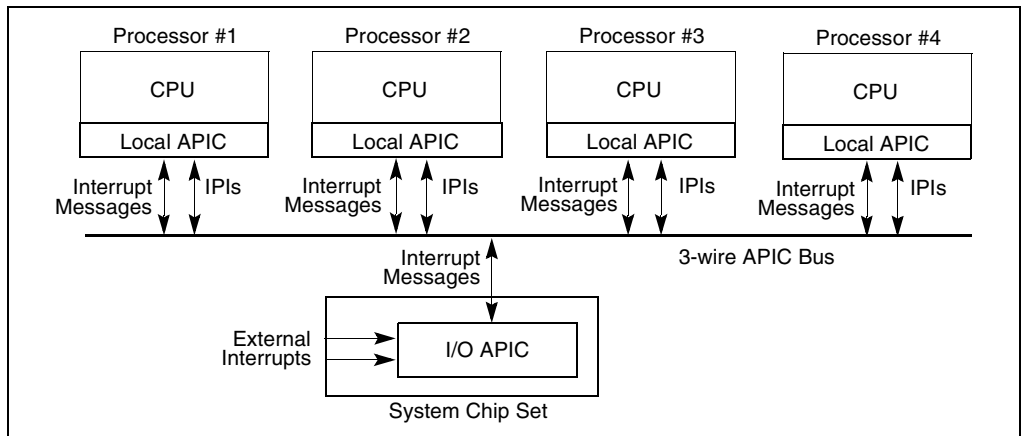 Processor #1
Processor #2
Processor #3
Processor #4
CPU
CPU
CPU
CPU
Local APIC
Local APIC
Local APIC
Local APIC
Interrupt
Messages
IPIs
Interrupt
Messages
IPIs
Interrupt
Messages
IPIs
Interrupt
Messages
IPIs
3-wire APIC Bus
Interrupt
Messages
External
Interrupts
I/O APIC
System Chip Set